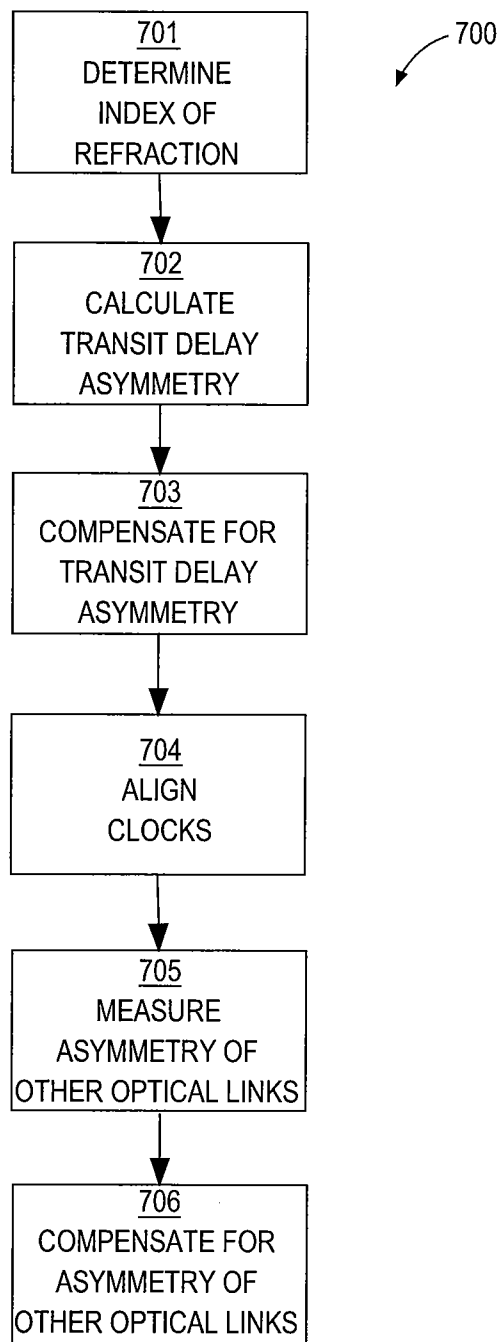 701
700
DETERMINE
INDEX OF
REFRACTION
702
CALCULATE
TRANSIT DELAY
ASYMMETRY
703
COMPENSATE FOR
TRANSIT DELAY
ASYMMETRY
704
ALIGN
CLOCKS
705
MEASURE
ASYMMETRY OF
OTHER OPTICAL LINKS
706
COMPENSATE FOR
ASYMMETRY OF
OTHER OPTICAL LINKS